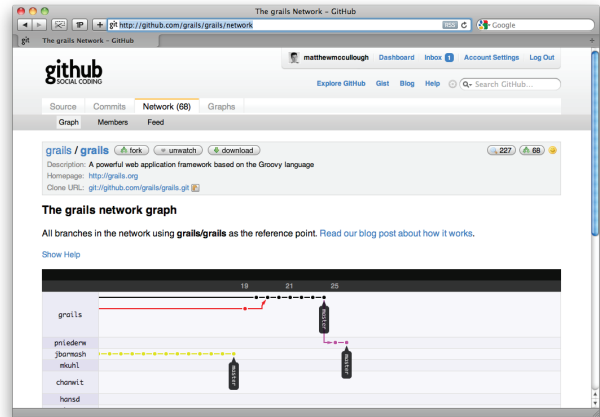 The grails Network – GitHub
git http://github.com/grails/grails/network
RSS
Google
1P
git The grails Network – GitHub
github
SOCIAL CODING
matthewmccullough Dashboard Inbox 1 Account Settings Log Out
Explore GitHub Gist Blog Help Search GitHub...
Source Commits Network (68) Graphs
Graph Members Feed
grails / grails fork unwatch download 227 68
Description: A powerful web application framework based on the Groovy language
Homepage: http://grails.org
Clone URL: git://github.com/grails/grails.git
The grails network graph
All branches in the network using grails/grails as the reference point. Read our blog post about how it works.
Show Help
19 21 25
grails
master
pniederw
master
jbarmash
master
mkuhl
chanwit
hansd